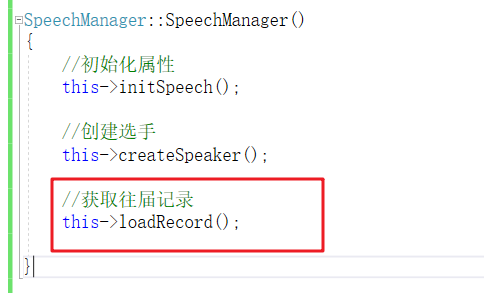 SpeechManager::SpeechManager()
{
//初始化属性
this->initSpeech();
//创建选手
this->createSpeaker();
//获取往届记录
this->loadRecord();
}